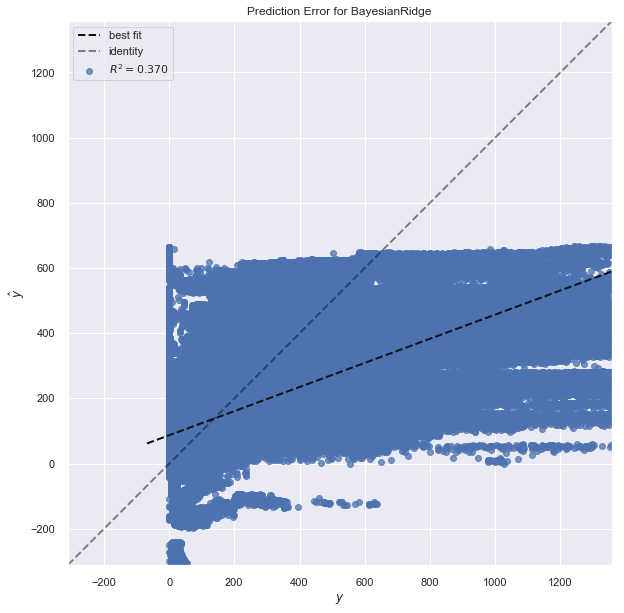 Prediction Error for BayesianRidge
best fit
identity
R² = 0.370
1200
1000
800
600
400
200
0
−200
ŷ
−200 0 200 400 600 800 1000 1200
y